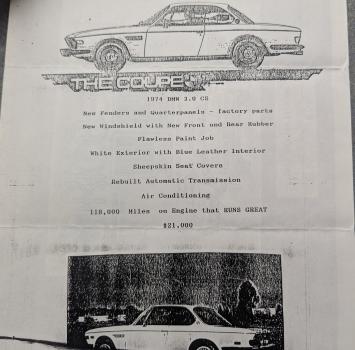 THE COUPE
1974 BMW 3.0 CS
New Fenders and Quarterpanels - factory parts
New Windshield with New Front and Rear Rubber
Flawless Paint Job
White Exterior with Blue Leather Interior
Sheepskin Seat Covers
Rebuilt Automatic Transmission
Air Conditioning
118,000 Miles on Engine that RUNS GREAT
$21,000